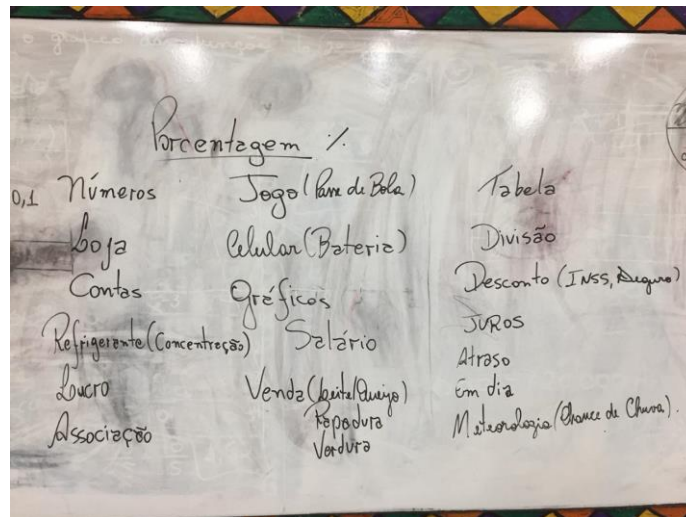 Porcentagem %
0,1 Números
Loja
Contas
Refrigerante (Concentração)
Lucro
Associação
Jogo (Posse de Bola)
Celular (Bateria)
Gráficos
Salário
Venda (Leite/Queijo)
Rapadura
Verdura
Tabela
Divisão
Desconto (INSS, Seguro)
JUROS
Atraso
Em dia
Meteorologia (Chance de Chuva).